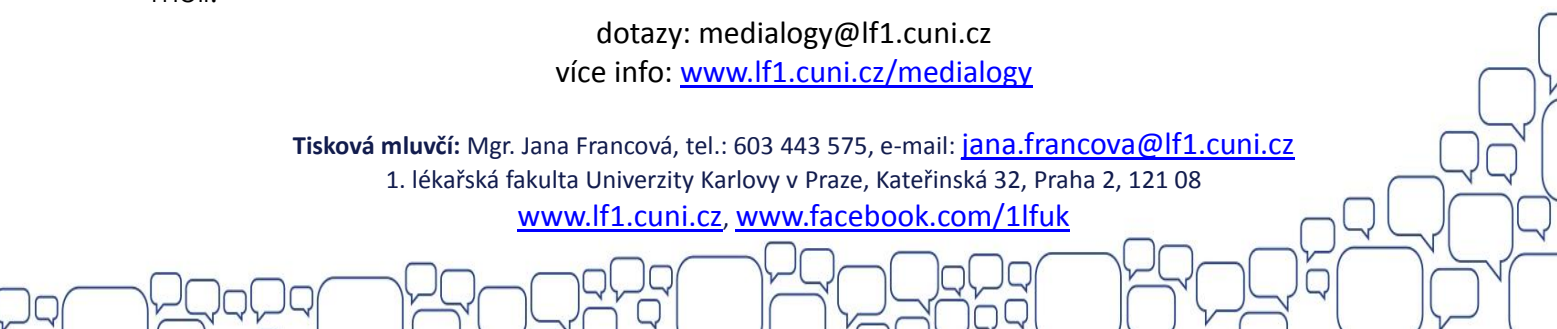 dotazy: medialogy@lf1.cuni.cz
více info: www.lf1.cuni.cz/medialogy
Tisková mluvčí: Mgr. Jana Francová, tel.: 603 443 575, e-mail: jana.francova@lf1.cuni.cz
1. lékařská fakulta Univerzity Karlovy v Praze, Kateřinská 32, Praha 2, 121 08
www.lf1.cuni.cz, www.facebook.com/1lfuk